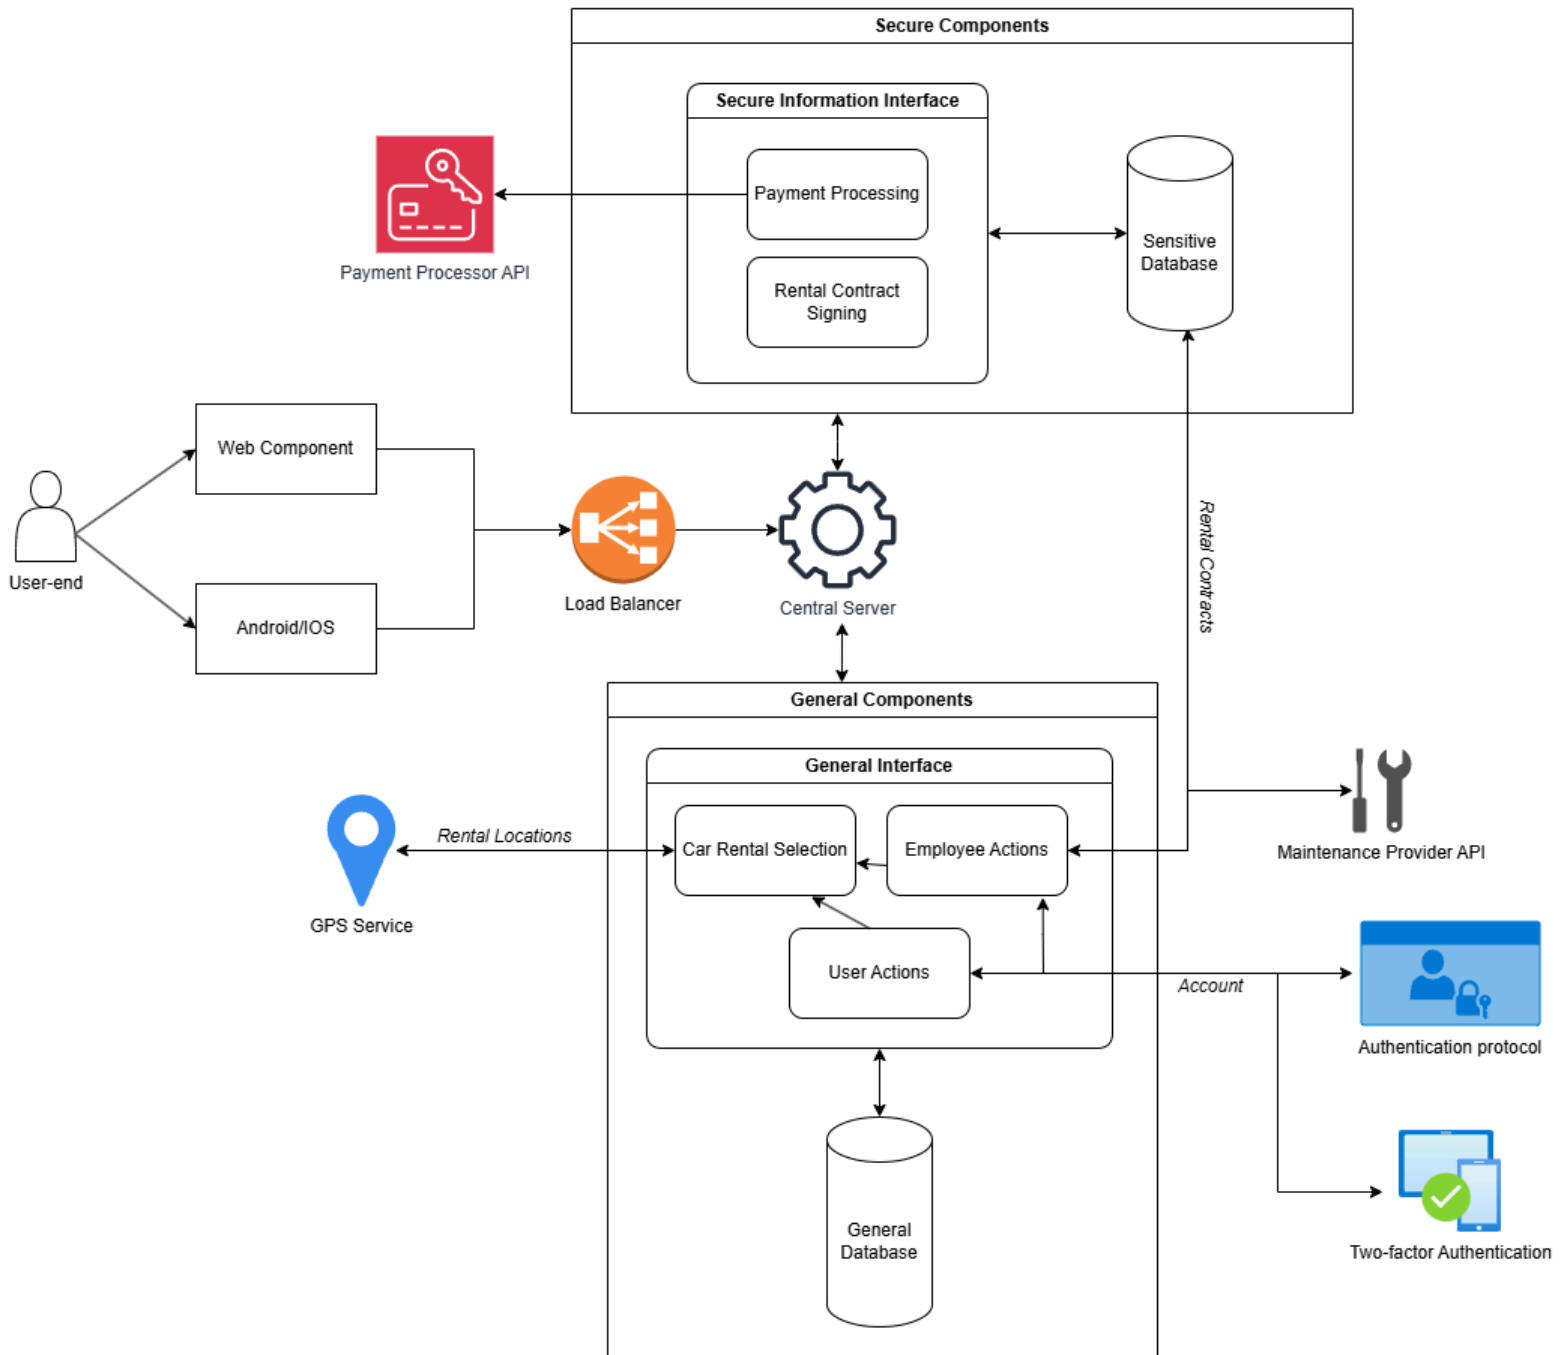 Secure Components
Secure Information Interface
Payment Processing
Payment Processor API
Rental Contract
Signing
Sensitive
Database
Web Component
User-end
Android/IOS
Load Balancer
Central Server
Rental Contracts
General Components
General Interface
Rental Locations
Car Rental Selection
Employee Actions
GPS Service
Maintenance Provider API
User Actions
Account
Authentication protocol
General
Database
Two-factor Authentication